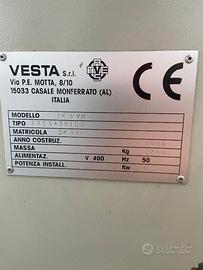 VESTA S.r.l.
Via P.E. MOTTA, 8/10
15033 CASALE MONFERRATO (AL)
ITALIA
CE
MODELLO
TIPO FRESATRICE
MATRICOLA
ANNO COSTRUZ.
MASSA
ALIMENTAZ. V 400 Hz 50
POTENZA INSTALL. Kw
subito